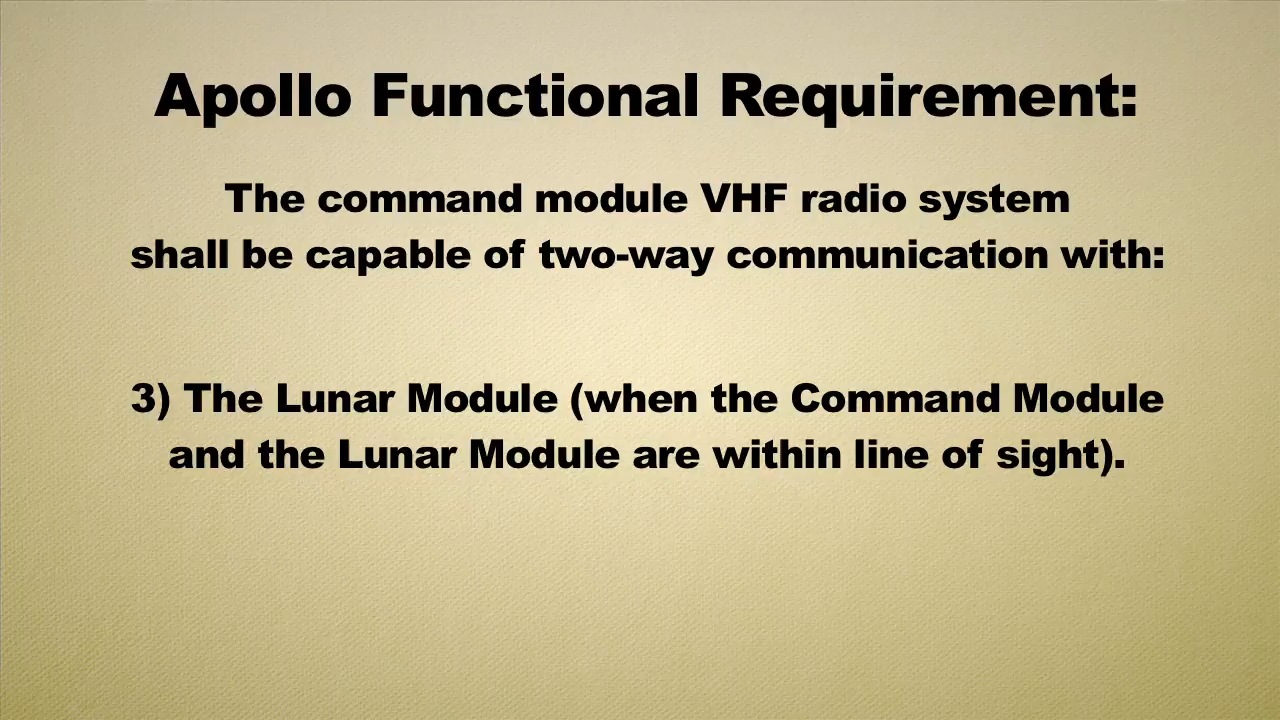 Apollo Functional Requirement:
The command module VHF radio system
shall be capable of two-way communication with:
3) The Lunar Module (when the Command Module
and the Lunar Module are within line of sight).